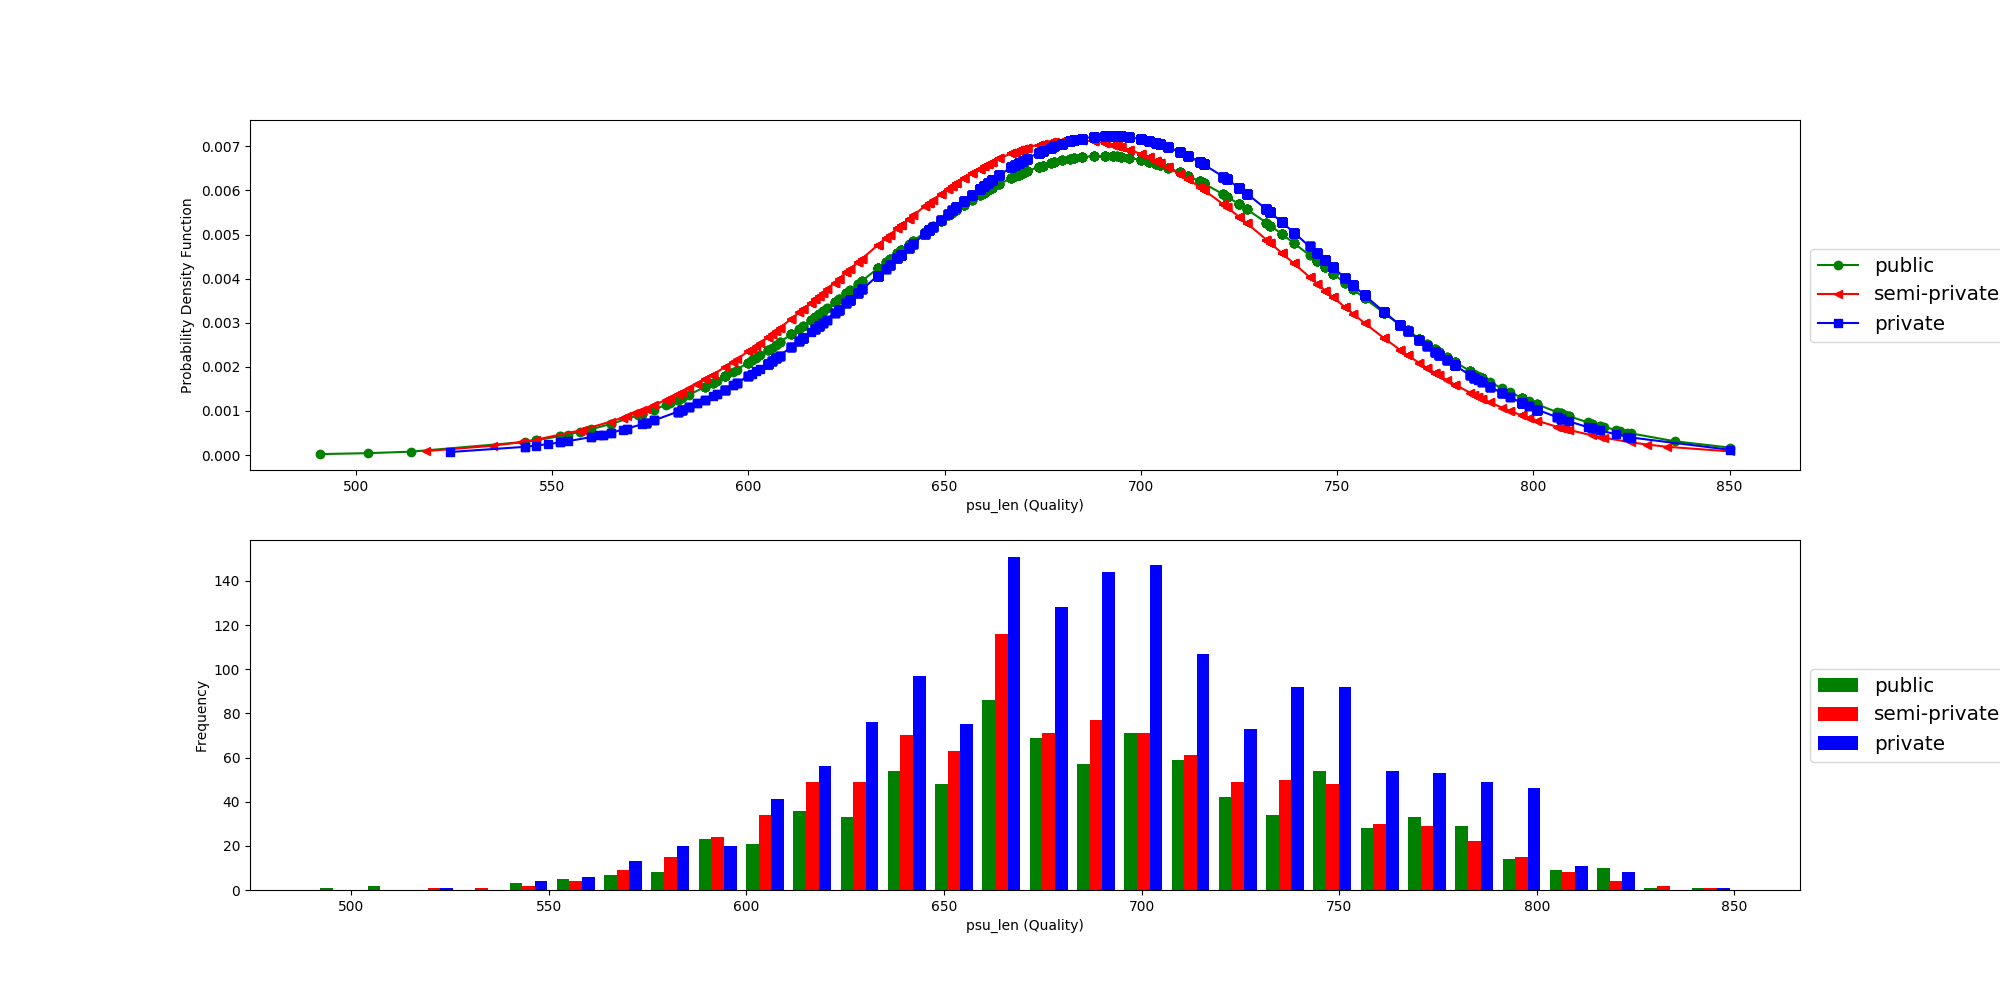 0.007
0.006
0.005
0.004
0.003
0.002
0.001
0.000
Probability Density Function
500 550 600 650 700 750 800 850
psu_len (Quality)
public
semi-private
private
140
120
100
80
60
40
20
0
Frequency
500 550 600 650 700 750 800 850
psu_len (Quality)
public
semi-private
private